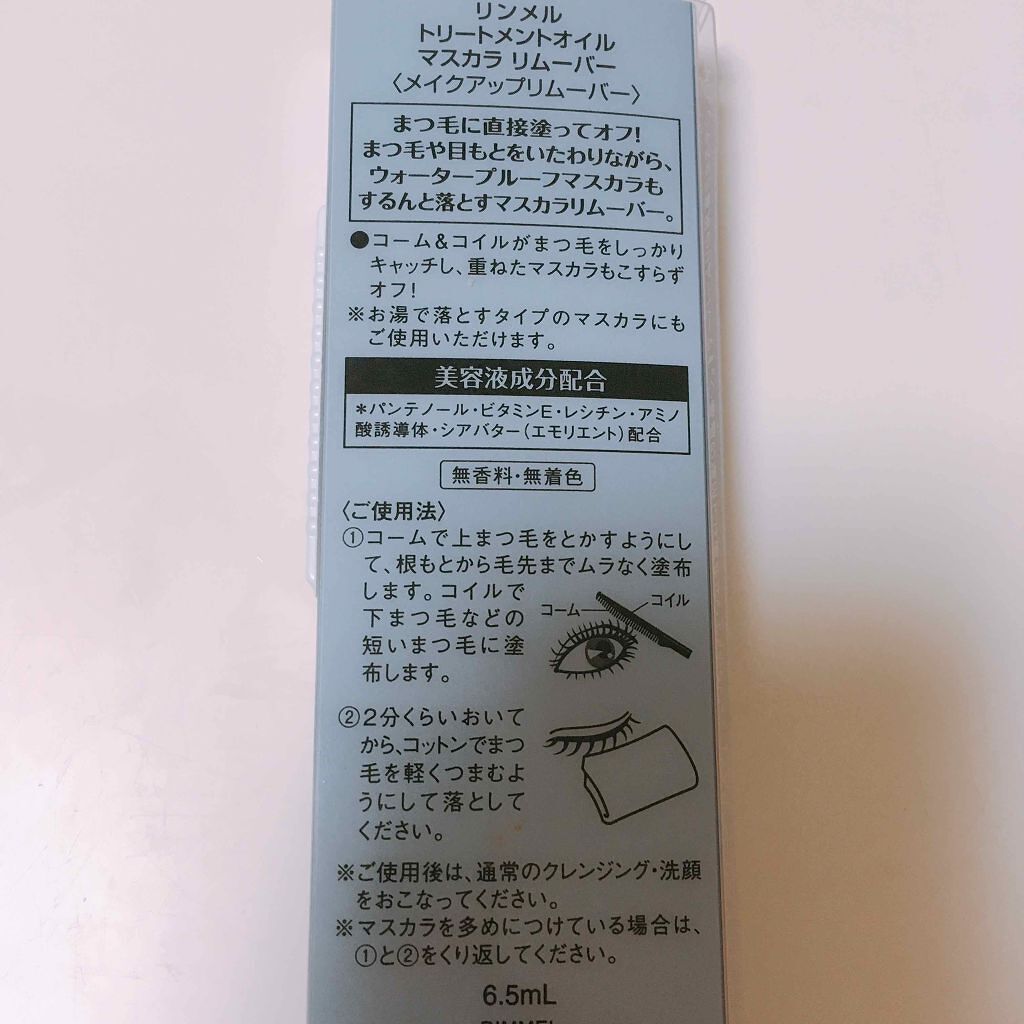 リンメル
トリートメントオイル
マスカラ リムーバー
〈メイクアップリムーバー〉
まつ毛に直接塗ってオフ!
まつ毛や目もとをいたわりながら、
ウォータープルーフマスカラも
するんと落とすマスカラリムーバー。
●コーム&コイルがまつ毛をしっかり
キャッチし、重ねたマスカラもこすらず
オフ!
※お湯で落とすタイプのマスカラにも
ご使用いただけます。
美容液成分配合
*パンテノール・ビタミンE・レシチン・アミノ
酸誘導体・シアバター(エモリエント)配合
無香料・無着色
〈ご使用法〉
①コームで上まつ毛をとかすようにし
て、根もとから毛先までムラなく塗布
します。コイルで
下まつ毛などの
短いまつ毛に塗
布します。
コーム
コイル
②2分くらいおいて
から、コットンでまつ
毛を軽くつまむよ
うにして落として
ください。
※ご使用後は、通常のクレンジング・洗顔
をおこなってください。
※マスカラを多めにつけている場合は、
①と②をくり返してください。
6.5mL
RIMMEL